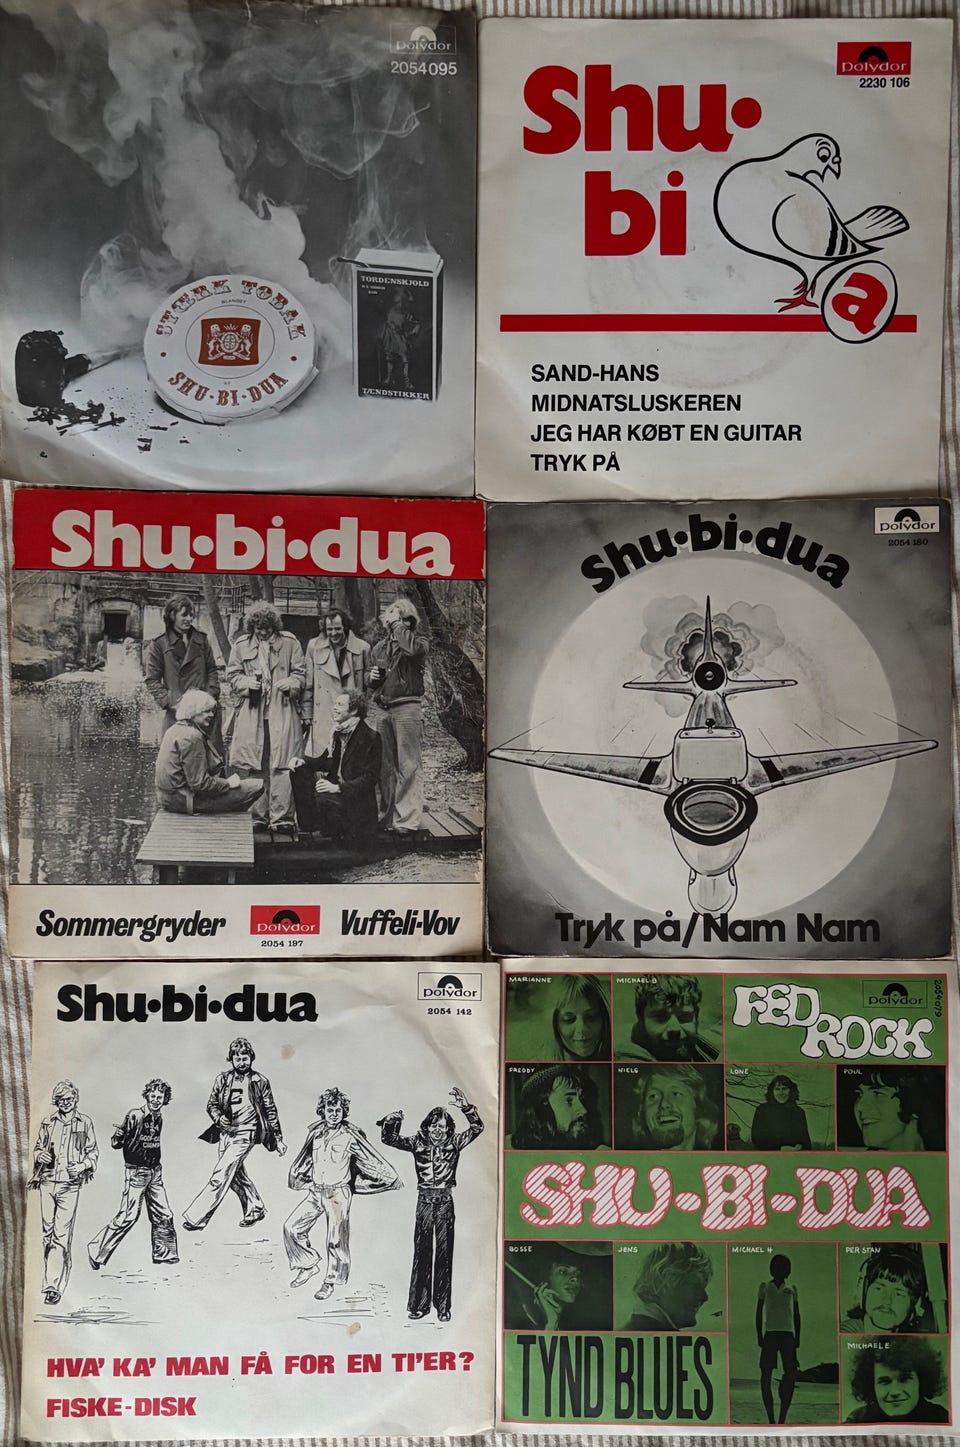 Polydor
2054095
STÆRK TOBAK
BLANDET
AF
SHU·BI·DUA
TORDENSKJOLD
TÆNDSTIKKER
Polydor
2230 106
Shu·
bi
a
SAND-HANS
MIDNATSLUSKEREN
JEG HAR KØBT EN GUITAR
TRYK PÅ
Shu·bi·dua
Sommergryder
Polydor
2054 197
Vuffeli-Vov
Polydor
2054 180
Shu·bi·dua
Tryk på/Nam Nam
Shu·bi·dua
Polydor
2054 142
U.S.A.
HVA' KA' MAN FÅ FOR EN TI'ER?
FISKE-DISK
MARIANNE
MICHAEL B
FED ROCK
Polydor
2054079
FREDDY
NIELS
LONE
POUL
SHU-BI-DUA
BOSSE
JENS
MICHAEL H
PER STAN
TYND BLUES
MICHAEL E